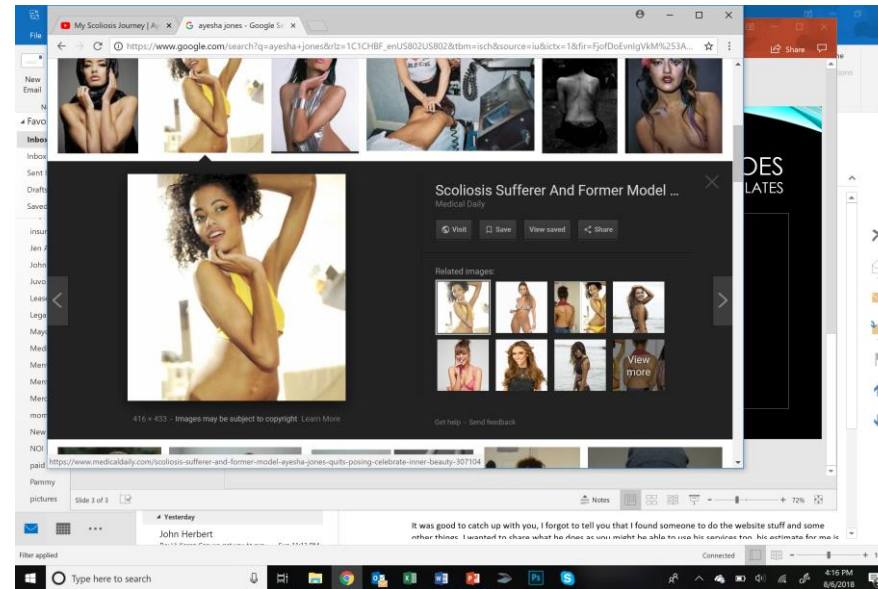 My Scoliosis Journey | Ay
ayesha jones - Google Se
File
https://www.google.com/search?q=ayesha+jones&rlz=1C1CHBF_enUS802US802&tbm=isch&source=iu&ictx=1&fir=FjofDoEvnIgVkM%253A...
Share
New
Email
Favo
Inbox
Inbox
Sent
Drafts
Saved
insur
Jen
John
Juvo
Leas
Lega
Maye
Med
Men
Men
Merc
mom
New
NOI
paid
Pammy
pictures
OES
LATES
Scoliosis Sufferer And Former Model ...
Medical Daily
Visit
Save
View saved
Share
Related images:
View
more
416 × 433 - Images may be subject to copyright Learn More
Get help - Send feedback
https://www.medicaldaily.com/scoliosis-sufferer-and-former-model-ayesha-jones-quits-posing-celebrate-inner-beauty-307104
Slide 3 of 3
Notes
72%
Yesterday
John Herbert
It was good to catch up with you, I forgot to tell you that I found someone to do the website stuff and some
other things. I wanted to share what he does as you might be able to use his services too. his estimate for me is
Filter applied
Connected
Type here to search
4:16 PM
8/6/2018